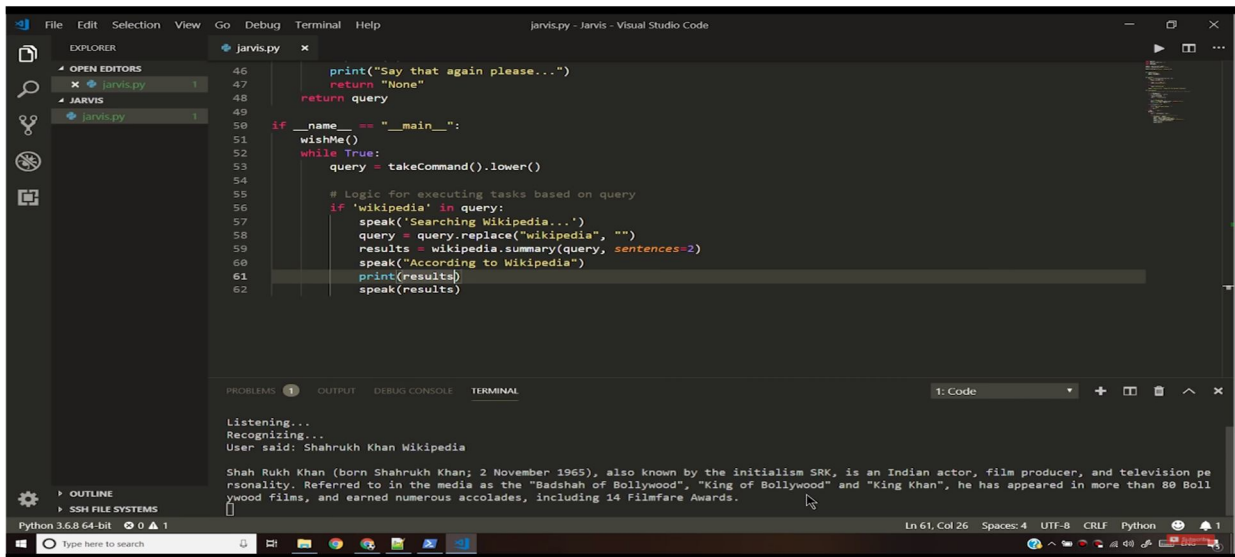 File Edit Selection View Go Debug Terminal Help jarvis.py - Jarvis - Visual Studio Code
EXPLORER
jarvis.py
OPEN EDITORS
jarvis.py 1
JARVIS
jarvis.py 1
46 print("Say that again please...")
47 return "None"
48 return query
49
50 if __name__ == "__main__":
51 wishMe()
52 while True:
53 query = takeCommand().lower()
54
55 # Logic for executing tasks based on query
56 if 'wikipedia' in query:
57 speak('Searching Wikipedia...')
58 query = query.replace("wikipedia", "")
59 results = wikipedia.summary(query, sentences=2)
60 speak("According to Wikipedia")
61 print(results)
62 speak(results)
PROBLEMS 1 OUTPUT DEBUG CONSOLE TERMINAL 1: Code
Listening...
Recognizing...
User said: Shahrukh Khan Wikipedia
Shah Rukh Khan (born Shahrukh Khan; 2 November 1965), also known by the initialism SRK, is an Indian actor, film producer, and television pe
rsonality. Referred to in the media as the "Badshah of Bollywood", "King of Bollywood" and "King Khan", he has appeared in more than 80 Boll
ywood films, and earned numerous accolades, including 14 Filmfare Awards.
OUTLINE
SSH FILE SYSTEMS
Python 3.6.8 64-bit 0 1 Ln 61, Col 26 Spaces: 4 UTF-8 CRLF Python 1
Type here to search